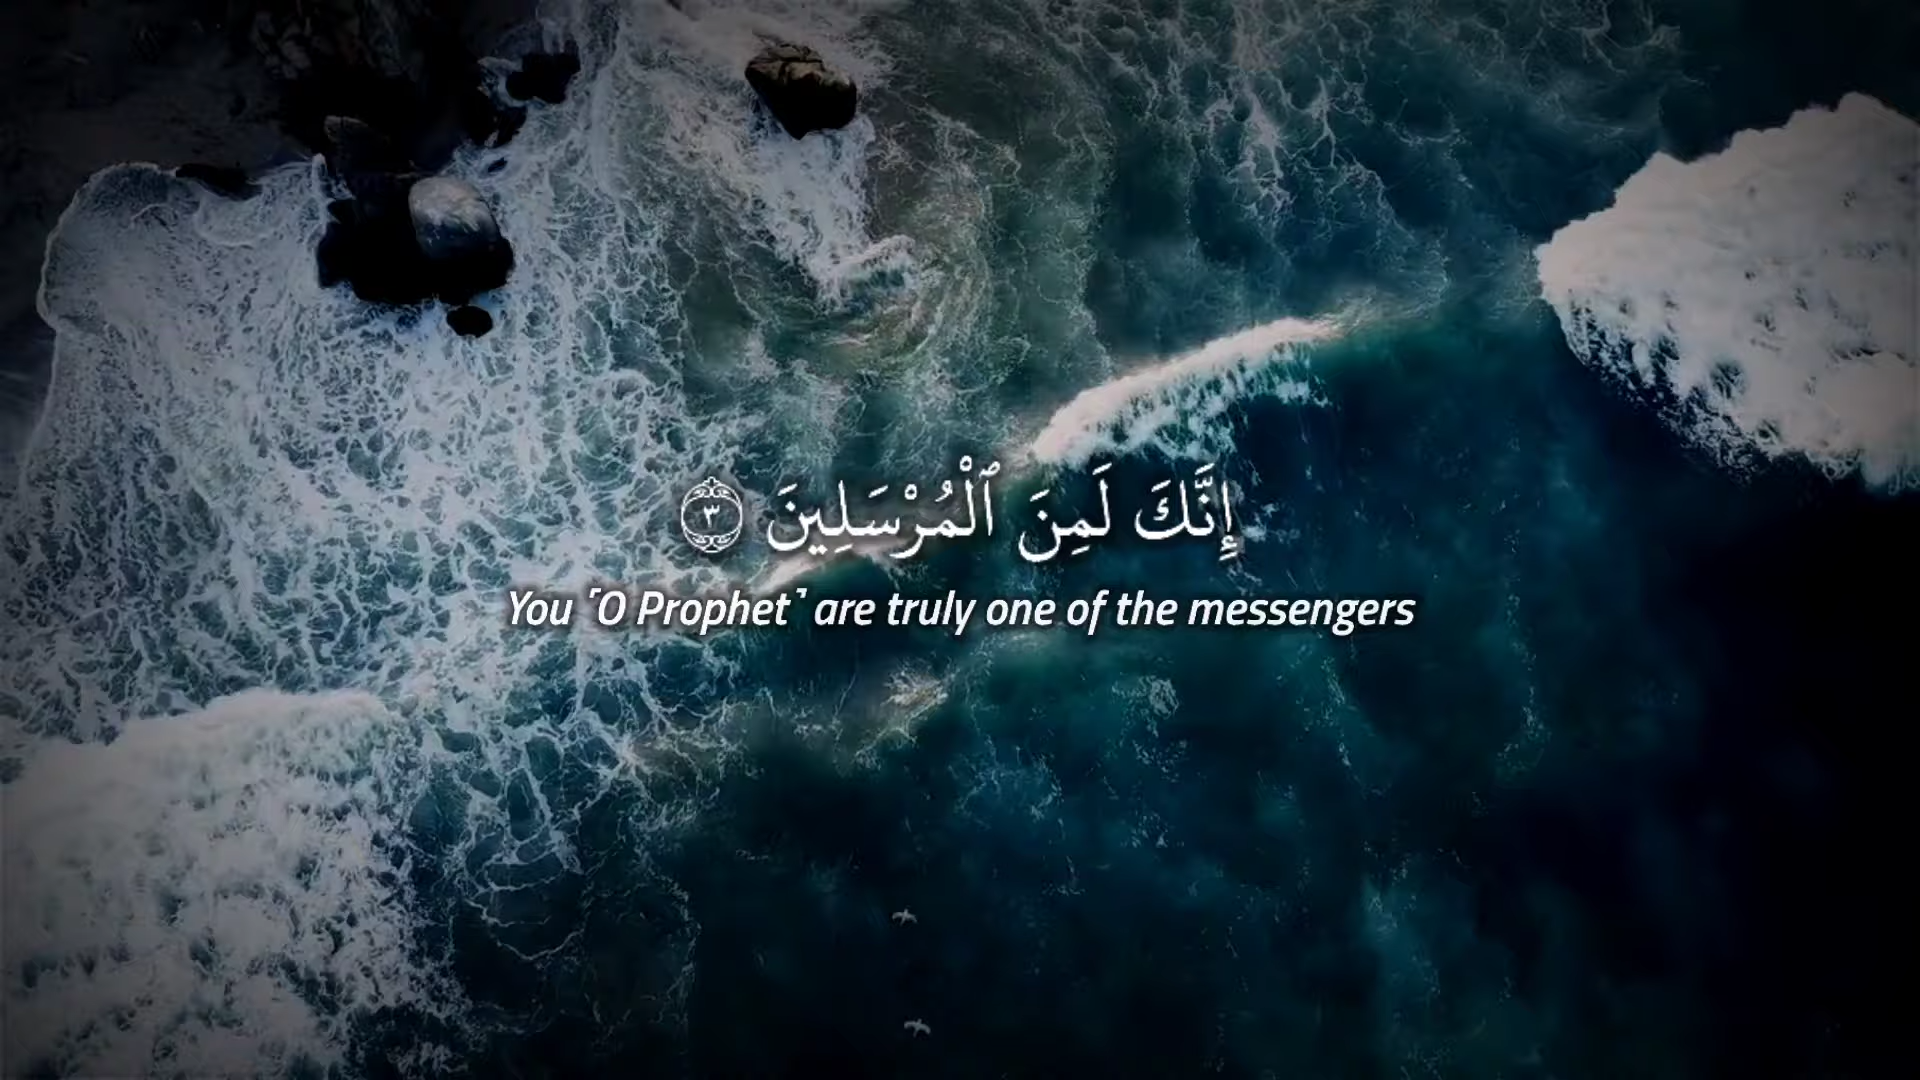 إِنَّكَ لَمِنَ ٱلْمُرْسَلِينَ ٣
You ˹O Prophet˺ are truly one of the messengers